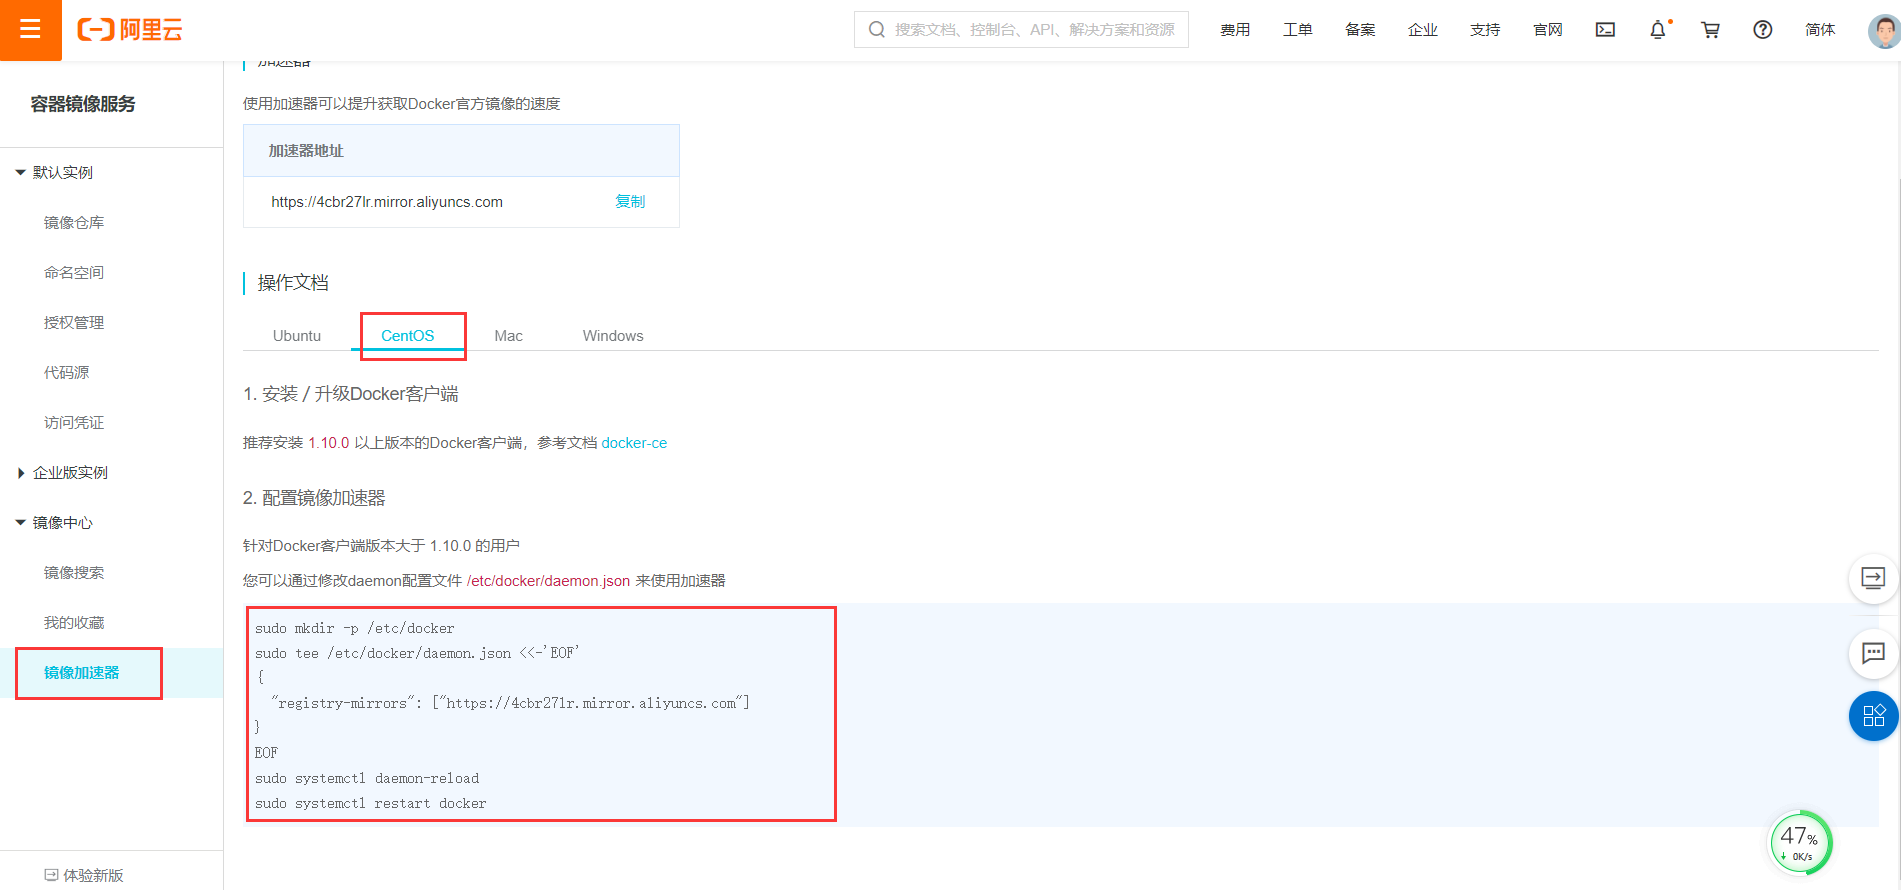 阿里云
搜索文档、控制台、API、解决方案和资源
费用
工单
备案
企业
支持
官网
简体
容器镜像服务
默认实例
镜像仓库
命名空间
授权管理
代码源
访问凭证
企业版实例
镜像中心
镜像搜索
我的收藏
镜像加速器
体验新版
加速器
使用加速器可以提升获取Docker官方镜像的速度
加速器地址
https://4cbr27lr.mirror.aliyuncs.com
复制
操作文档
Ubuntu
CentOS
Mac
Windows
1. 安装 / 升级Docker客户端
推荐安装 1.10.0 以上版本的Docker客户端，参考文档 docker-ce
2. 配置镜像加速器
针对Docker客户端版本大于 1.10.0 的用户
您可以通过修改daemon配置文件 /etc/docker/daemon.json 来使用加速器
sudo mkdir -p /etc/docker
sudo tee /etc/docker/daemon.json <<-'EOF'
{
"registry-mirrors": ["https://4cbr27lr.mirror.aliyuncs.com"]
}
EOF
sudo systemctl daemon-reload
sudo systemctl restart docker
47%
0K/s